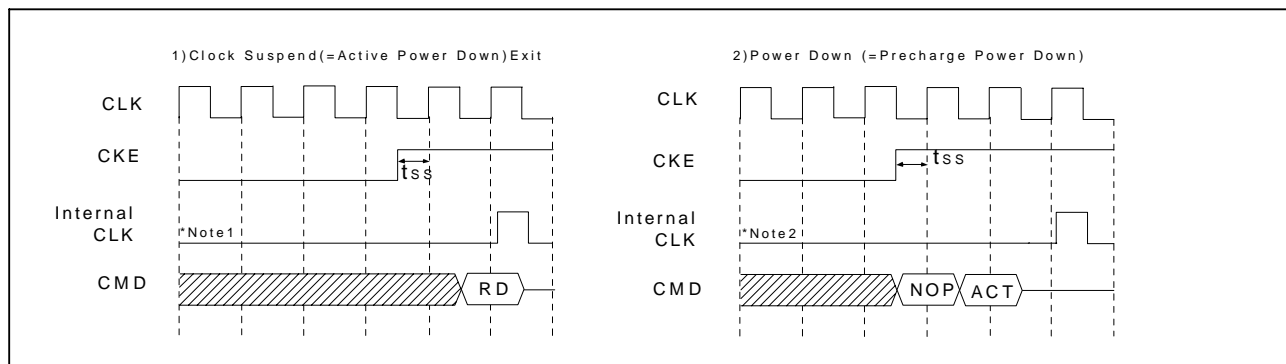 1)Clock Suspend(=Active Power Down)Exit
CLK
CKE
tss
Internal
CLK
*Note1
CMD
RD
2)Power Down (=Precharge Power Down)
CLK
CKE
tss
Internal
CLK
*Note2
CMD
NOP
ACT